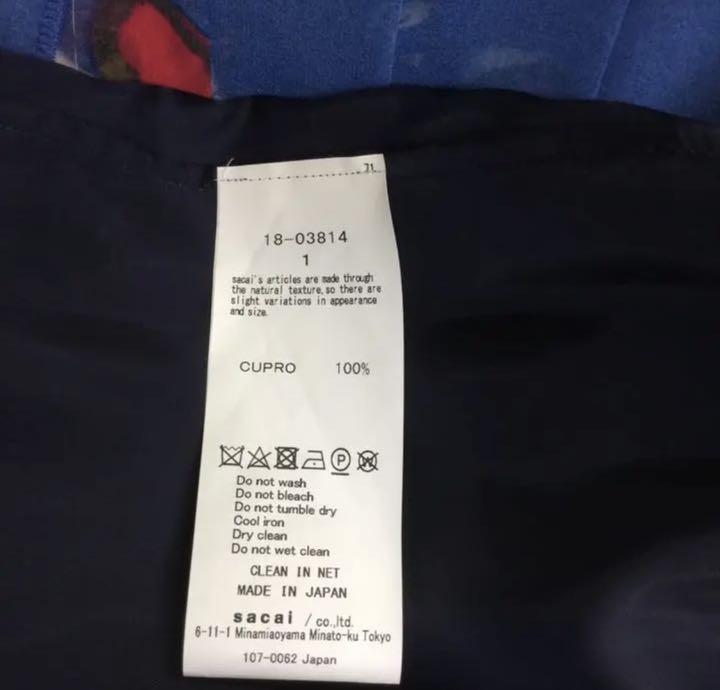 71
18-03814
1
sacai's articles are made through
the natural texture, so there are
slight variations in appearance
and size.
CUPRO 100%
P W
Do not wash
Do not bleach
Do not tumble dry
Cool iron
Dry clean
Do not wet clean
CLEAN IN NET
MADE IN JAPAN
sacai / co.,ltd.
6-11-1 Minamiaoyama Minato-ku Tokyo
107-0062 Japan